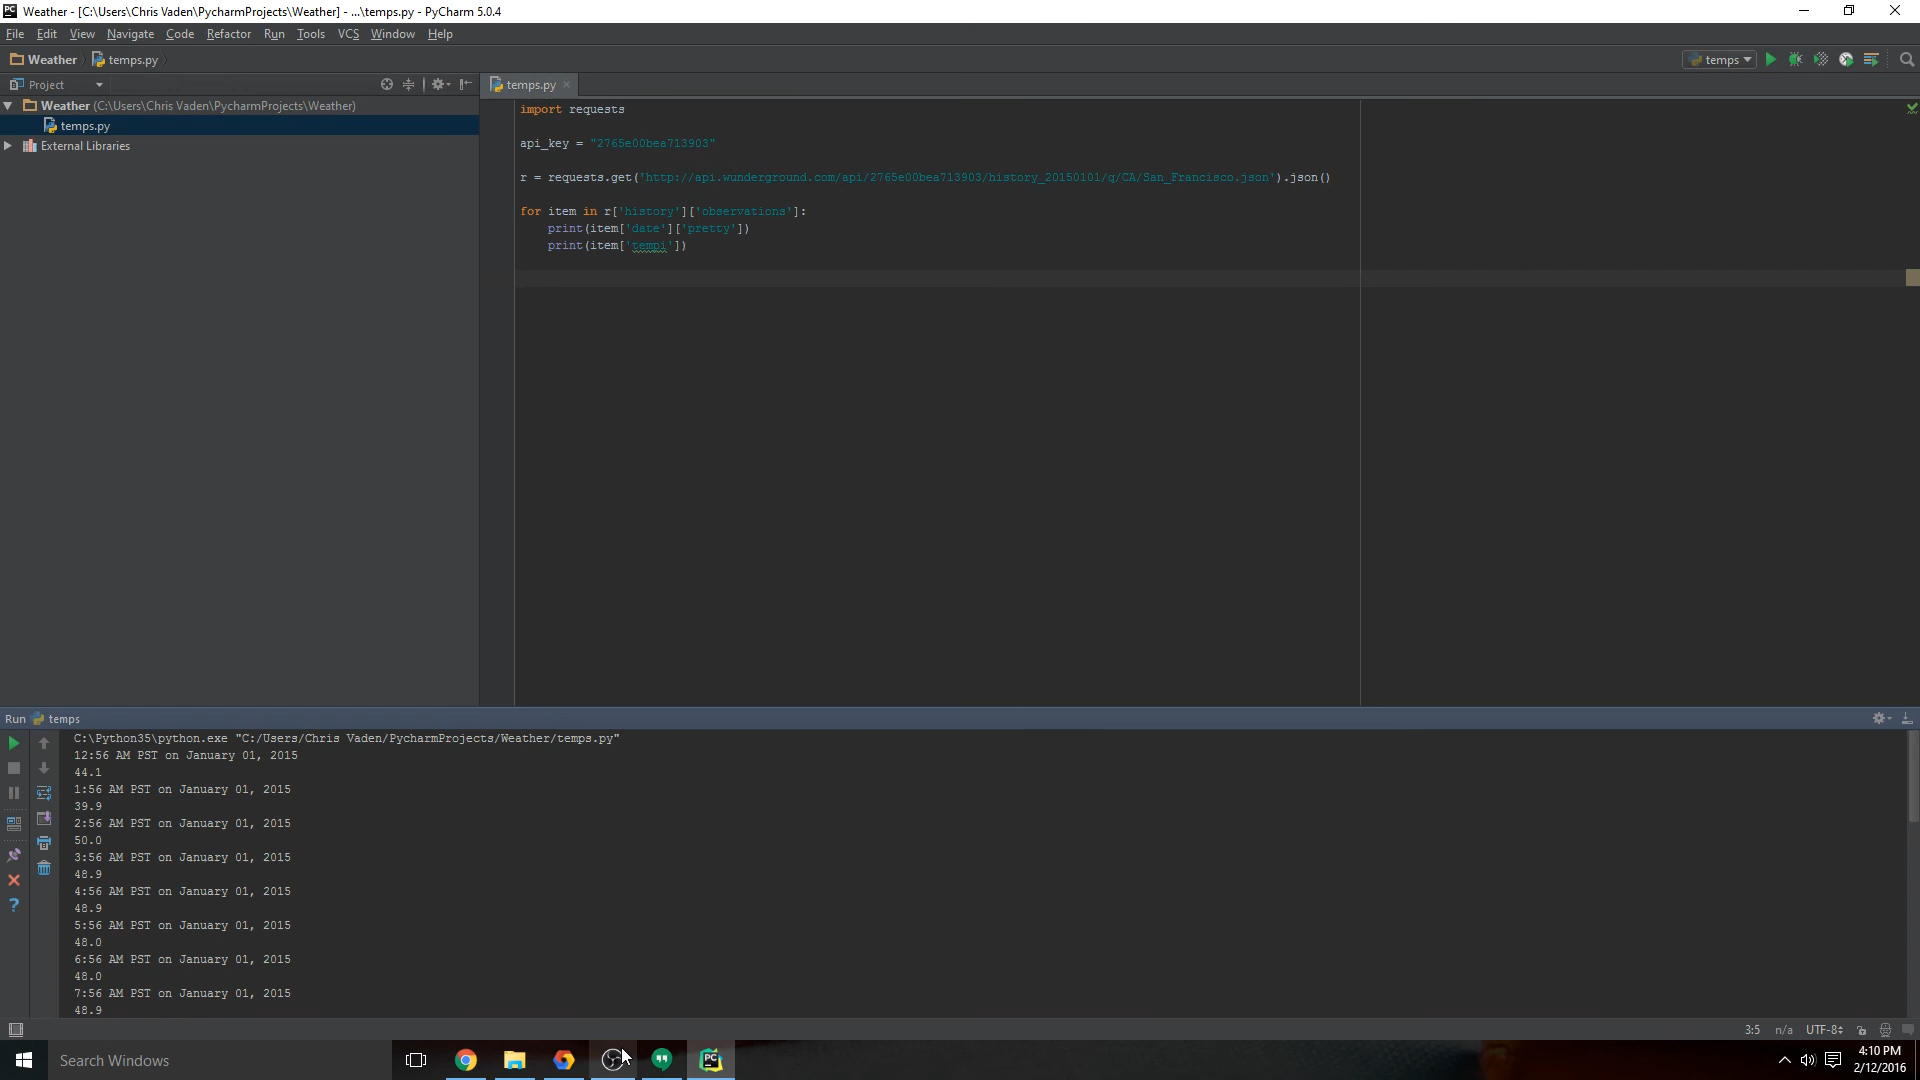 Weather - [C:\Users\Chris Vaden\PycharmProjects\Weather] - ...\temps.py - PyCharm 5.0.4
File Edit View Navigate Code Refactor Run Tools VCS Window Help
Weather temps.py temps
Project temps.py
Weather (C:\Users\Chris Vaden\PycharmProjects\Weather)
temps.py
External Libraries
import requests
api_key = "2765e00bea713903"
r = requests.get('http://api.wunderground.com/api/2765e00bea713903/history_20150101/q/CA/San_Francisco.json').json()
for item in r['history']['observations']:
print(item['date']['pretty'])
print(item['tempi'])
Run temps
C:\Python35\python.exe "C:/Users/Chris Vaden/PycharmProjects/Weather/temps.py"
12:56 AM PST on January 01, 2015
44.1
1:56 AM PST on January 01, 2015
39.9
2:56 AM PST on January 01, 2015
50.0
3:56 AM PST on January 01, 2015
48.9
4:56 AM PST on January 01, 2015
48.9
5:56 AM PST on January 01, 2015
48.0
6:56 AM PST on January 01, 2015
48.0
7:56 AM PST on January 01, 2015
48.9
3:5 n/a UTF-8
Search Windows
4:10 PM
2/12/2016